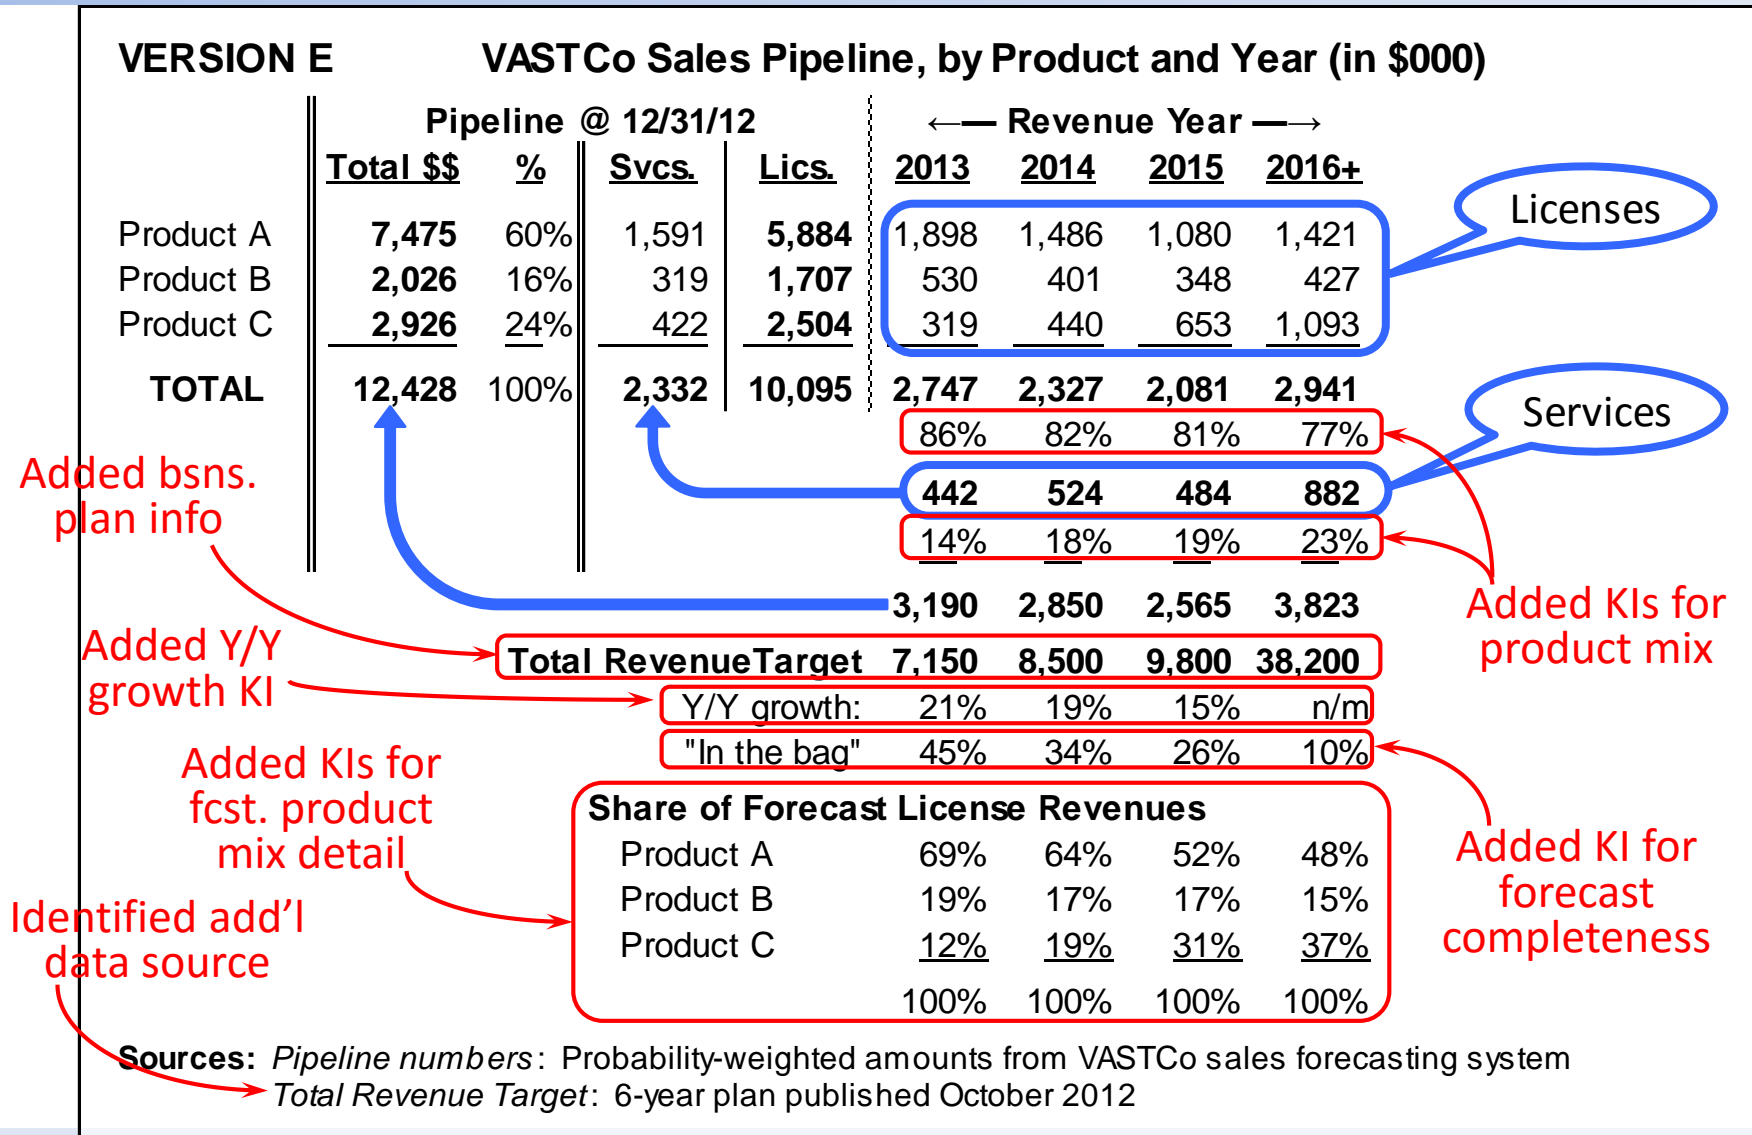 VERSION E VASTCo Sales Pipeline, by Product and Year (in $000)
Pipeline @ 12/31/12 ←— Revenue Year —→
Total $$ % Svcs. Lics. 2013 2014 2015 2016+
Licenses
Product A 7,475 60% 1,591 5,884 1,898 1,486 1,080 1,421
Product B 2,026 16% 319 1,707 530 401 348 427
Product C 2,926 24% 422 2,504 319 440 653 1,093
TOTAL 12,428 100% 2,332 10,095 2,747 2,327 2,081 2,941
Services
86% 82% 81% 77%
Added bsns.
plan info
442 524 484 882
14% 18% 19% 23%
3,190 2,850 2,565 3,823
Added KIs for
product mix
Added Y/Y
growth KI
Total RevenueTarget 7,150 8,500 9,800 38,200
Y/Y growth: 21% 19% 15% n/m
"In the bag" 45% 34% 26% 10%
Added KIs for
fcst. product
mix detail
Share of Forecast License Revenues
Product A 69% 64% 52% 48%
Product B 19% 17% 17% 15%
Product C 12% 19% 31% 37%
100% 100% 100% 100%
Added KI for
forecast
completeness
Identified add’l
data source
Sources: Pipeline numbers: Probability-weighted amounts from VASTCo sales forecasting system
Total Revenue Target: 6-year plan published October 2012